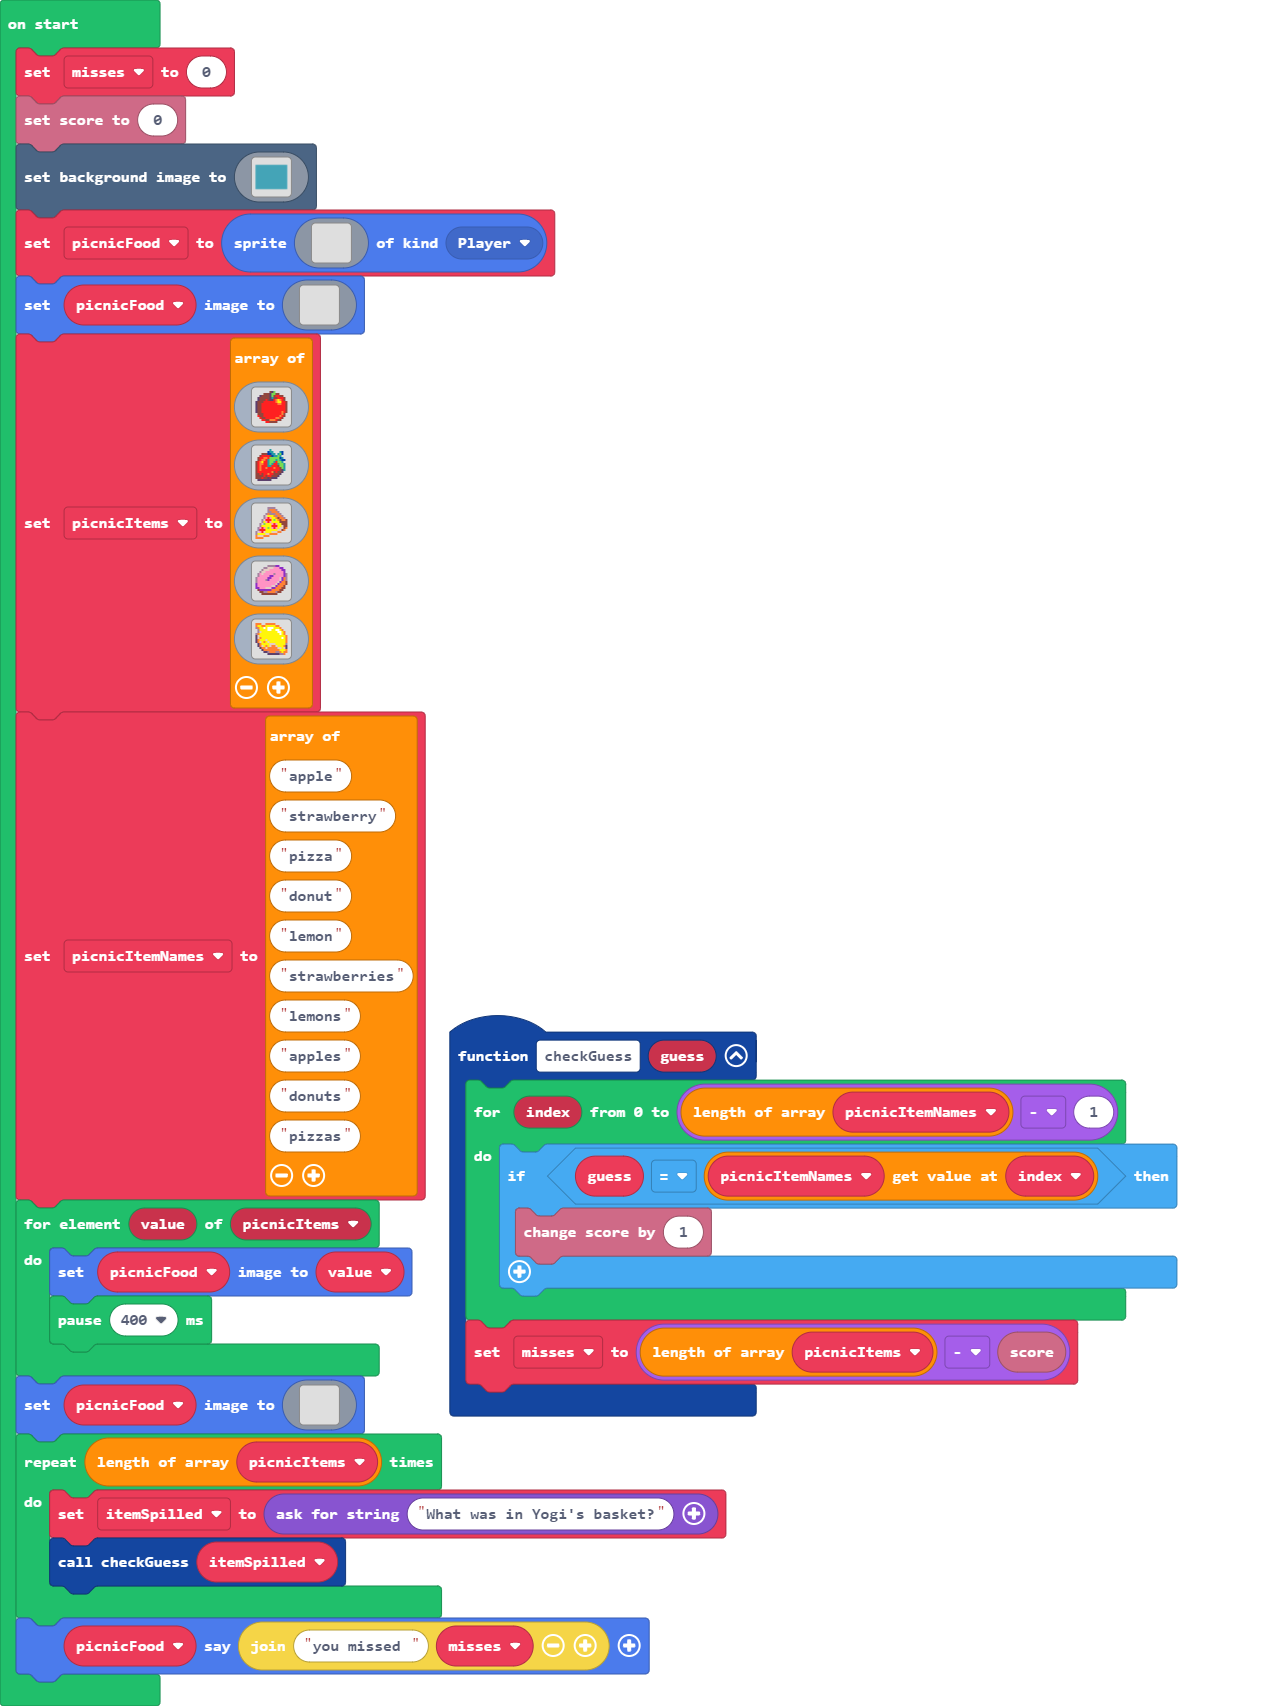 on start
set misses to 0
set score to 0
set background image to
set picnicFood to sprite of kind Player
set picnicFood image to
set picnicItems to array of
set picnicItemNames to array of
"apple"
"strawberry"
"pizza"
"donut"
"lemon"
"strawberries"
"lemons"
"apples"
"donuts"
"pizzas"
for element value of picnicItems
do
set picnicFood image to value
pause 400 ms
set picnicFood image to
repeat length of array picnicItems times
do
set itemSpilled to ask for string "What was in Yogi's basket?"
call checkGuess itemSpilled
picnicFood say join "you missed " misses
function checkGuess guess
for index from 0 to length of array picnicItemNames - 1
do
if guess = picnicItemNames get value at index then
change score by 1
set misses to length of array picnicItems - score